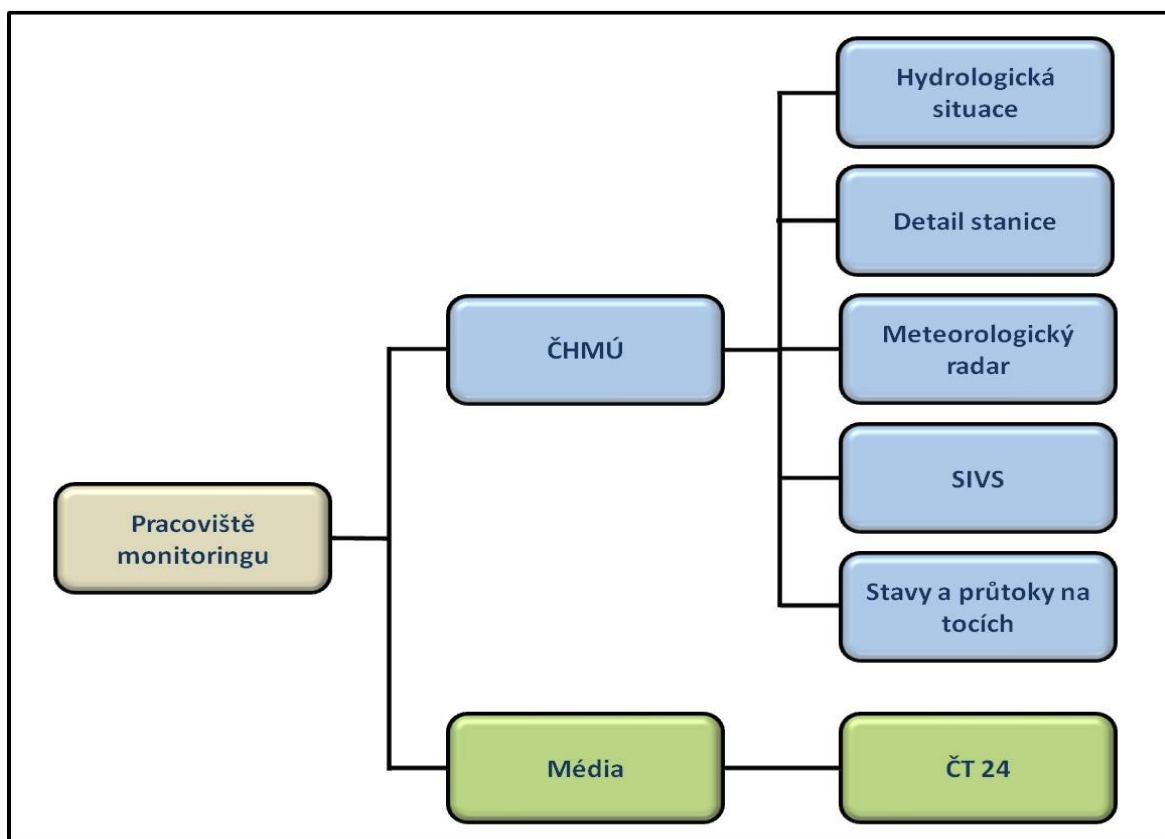 Hydrologická
situace
Detail stanice
ČHMÚ
Meteorologický
radar
SIVS
Pracoviště
monitoringu
Stavy a průtoky na
tocích
Média
ČT 24